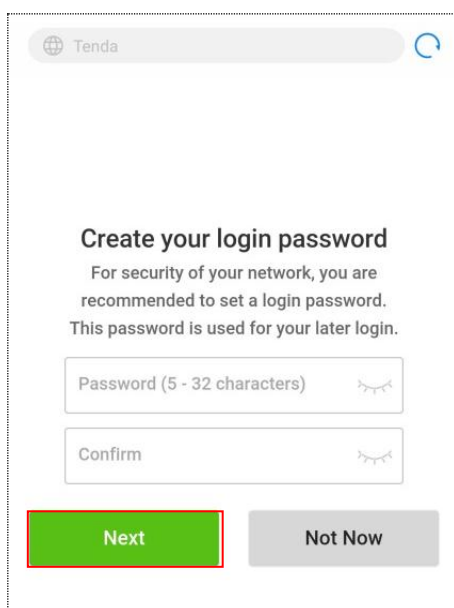 Tenda
Create your login password
For security of your network, you are
recommended to set a login password.
This password is used for your later login.
Password (5 - 32 characters)
Confirm
Next
Not Now